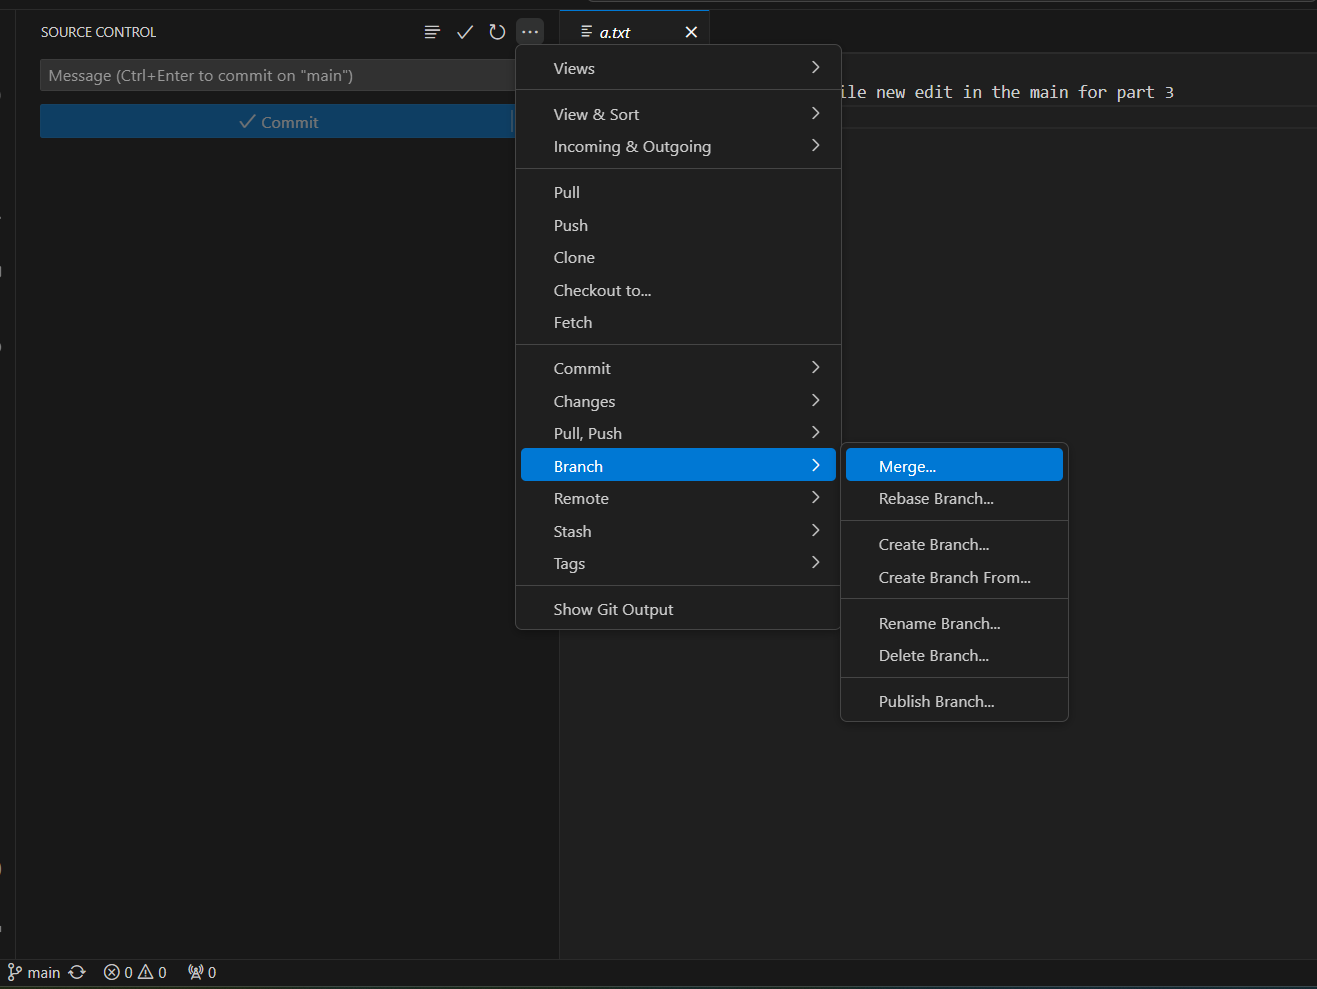 SOURCE CONTROL
a.txt
Message (Ctrl+Enter to commit on "main")
Commit
new edit in the main for part 3
Views
View & Sort
Incoming & Outgoing
Pull
Push
Clone
Checkout to...
Fetch
Commit
Changes
Pull, Push
Branch
Remote
Stash
Tags
Show Git Output
Merge...
Rebase Branch...
Create Branch...
Create Branch From...
Rename Branch...
Delete Branch...
Publish Branch...
main 0 0 0